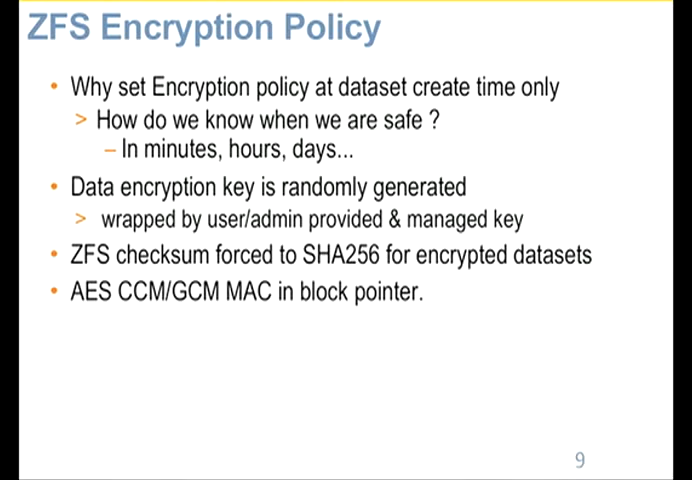 ZFS Encryption Policy
• Why set Encryption policy at dataset create time only
> How do we know when we are safe ?
– In minutes, hours, days...
• Data encryption key is randomly generated
> wrapped by user/admin provided & managed key
• ZFS checksum forced to SHA256 for encrypted datasets
• AES CCM/GCM MAC in block pointer.
9